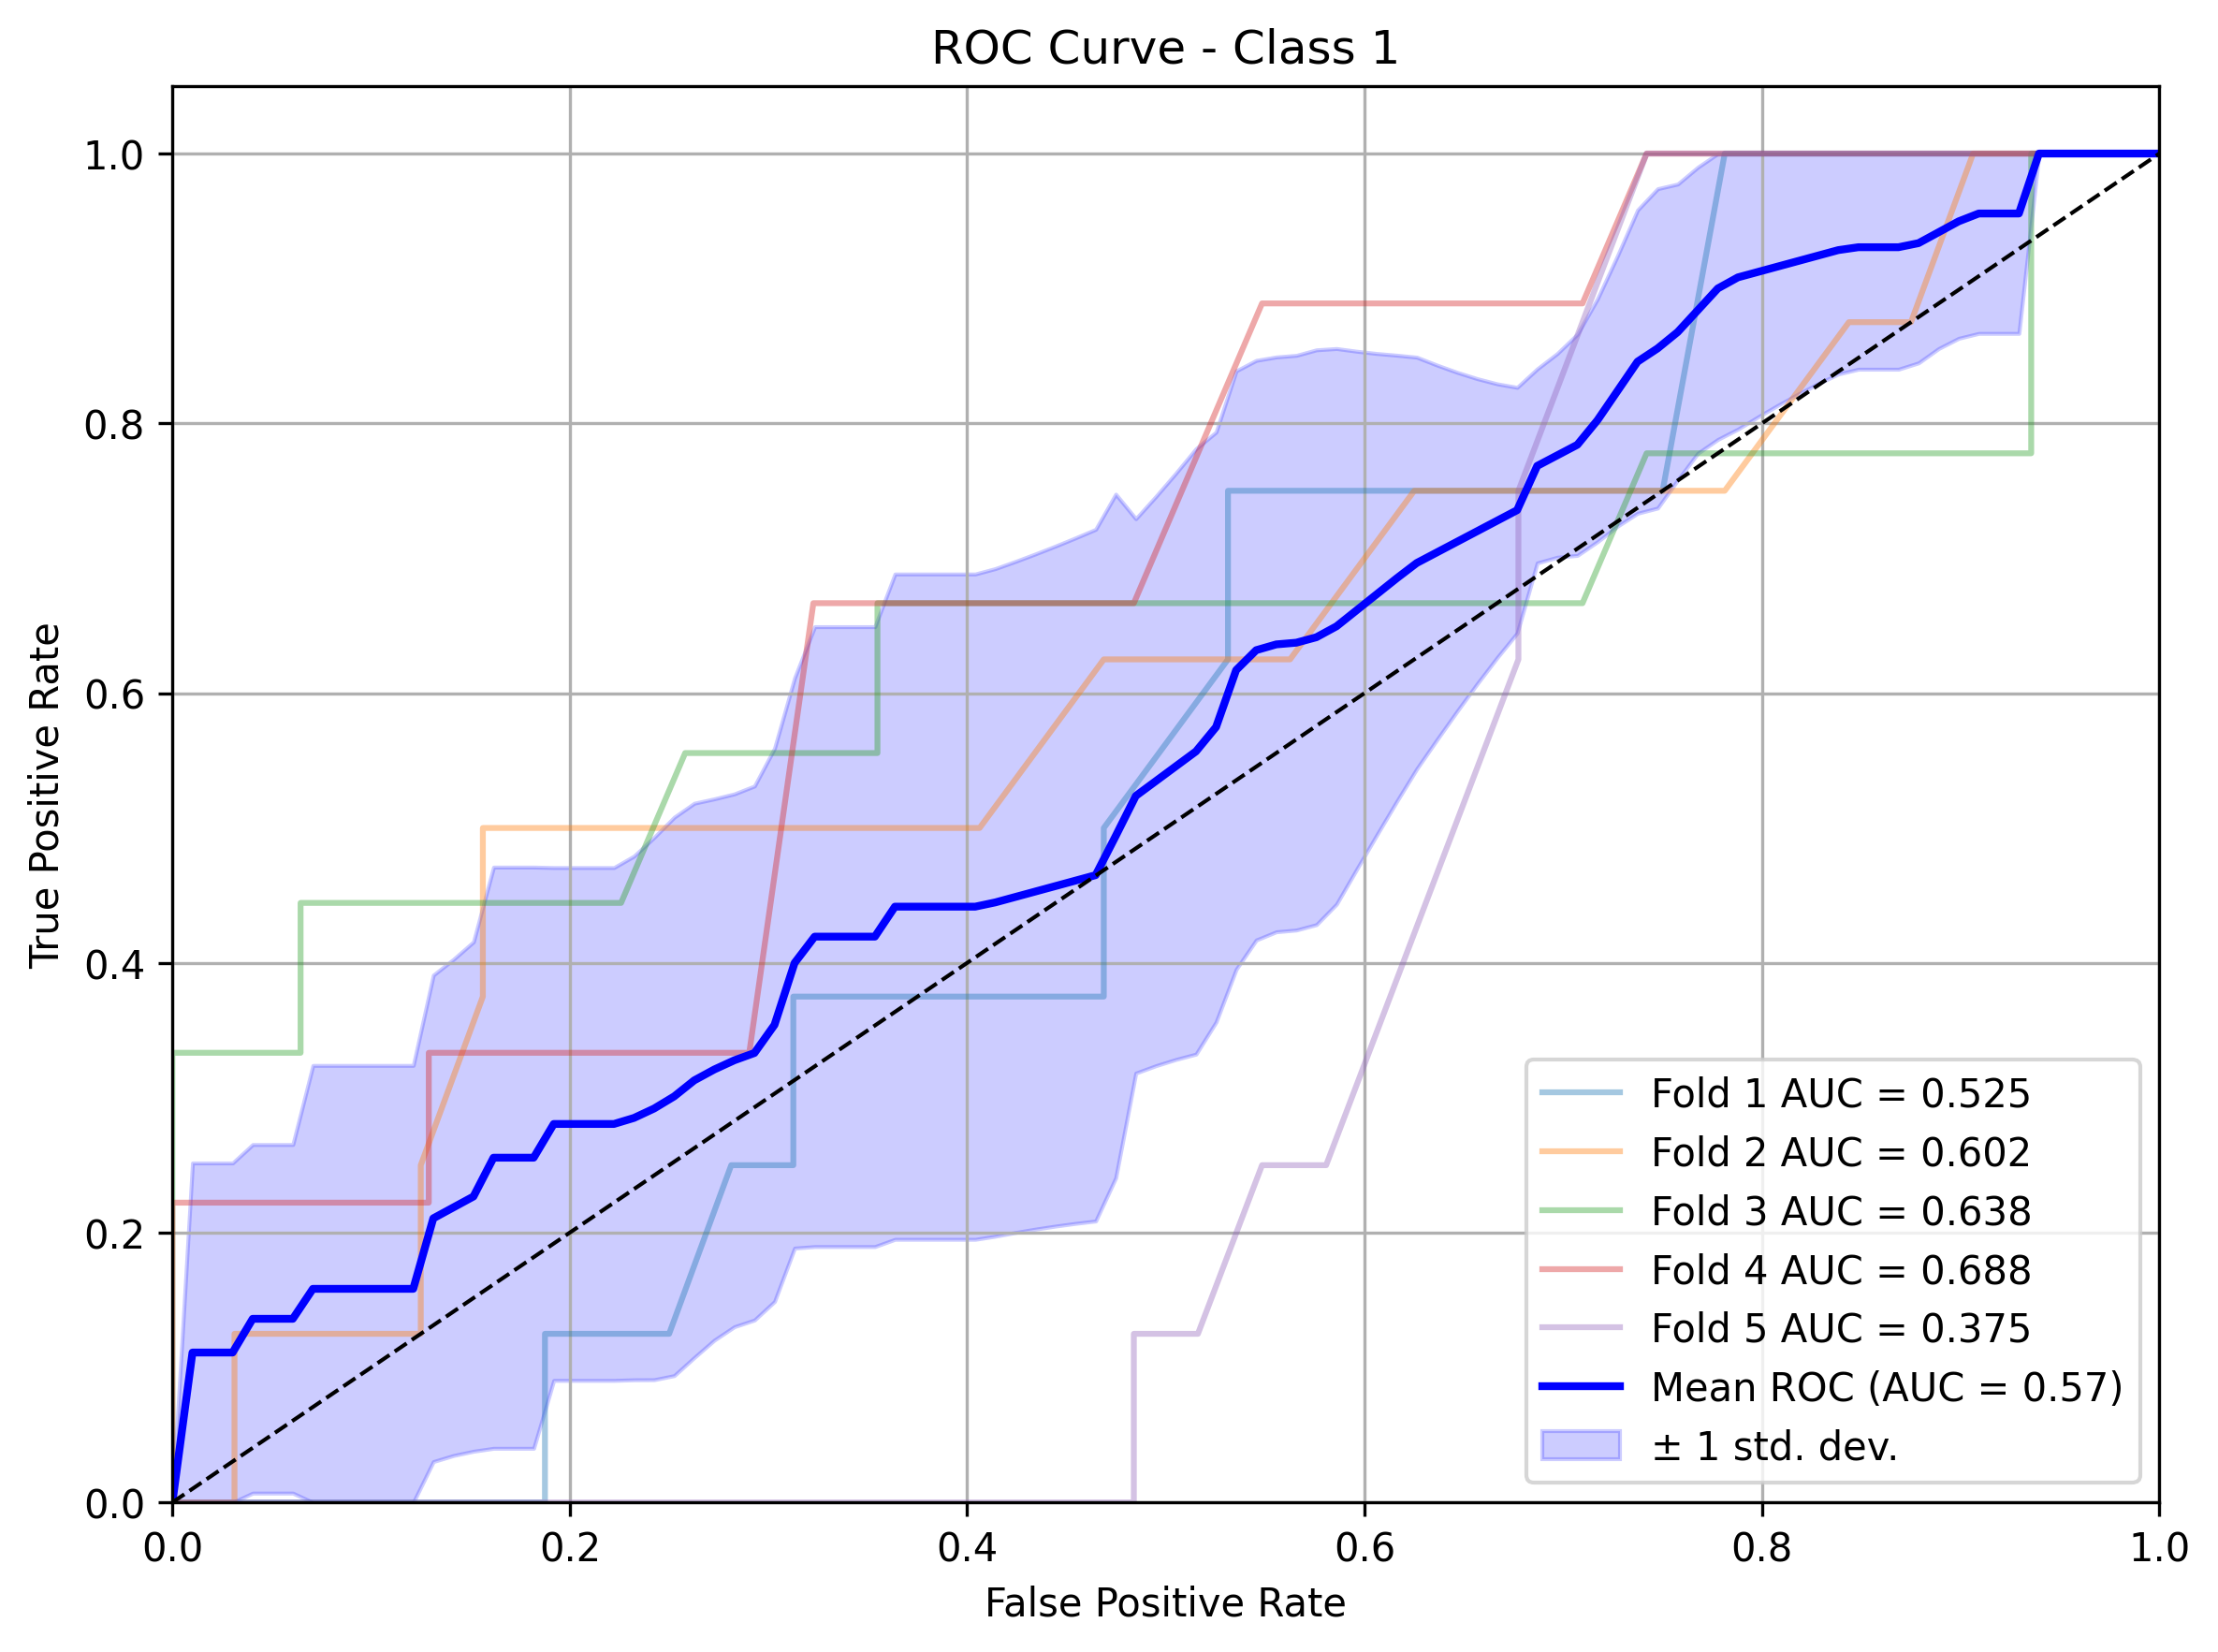 ROC Curve - Class 1
True Positive Rate
1.0
0.8
0.6
0.4
0.2
0.0
0.0 0.2 0.4 0.6 0.8 1.0
False Positive Rate
Fold 1 AUC = 0.525
Fold 2 AUC = 0.602
Fold 3 AUC = 0.638
Fold 4 AUC = 0.688
Fold 5 AUC = 0.375
Mean ROC (AUC = 0.57)
± 1 std. dev.